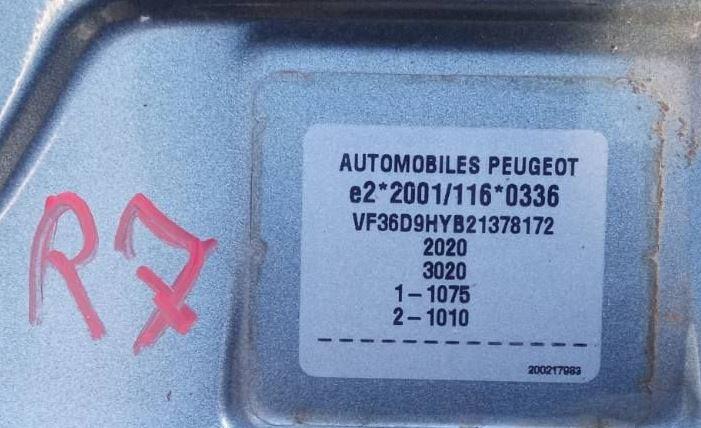 R7
AUTOMOBILES PEUGEOT
e2*2001/116*0336
VF36D9HYB21378172
2020
3020
1-1075
2-1010
200217983